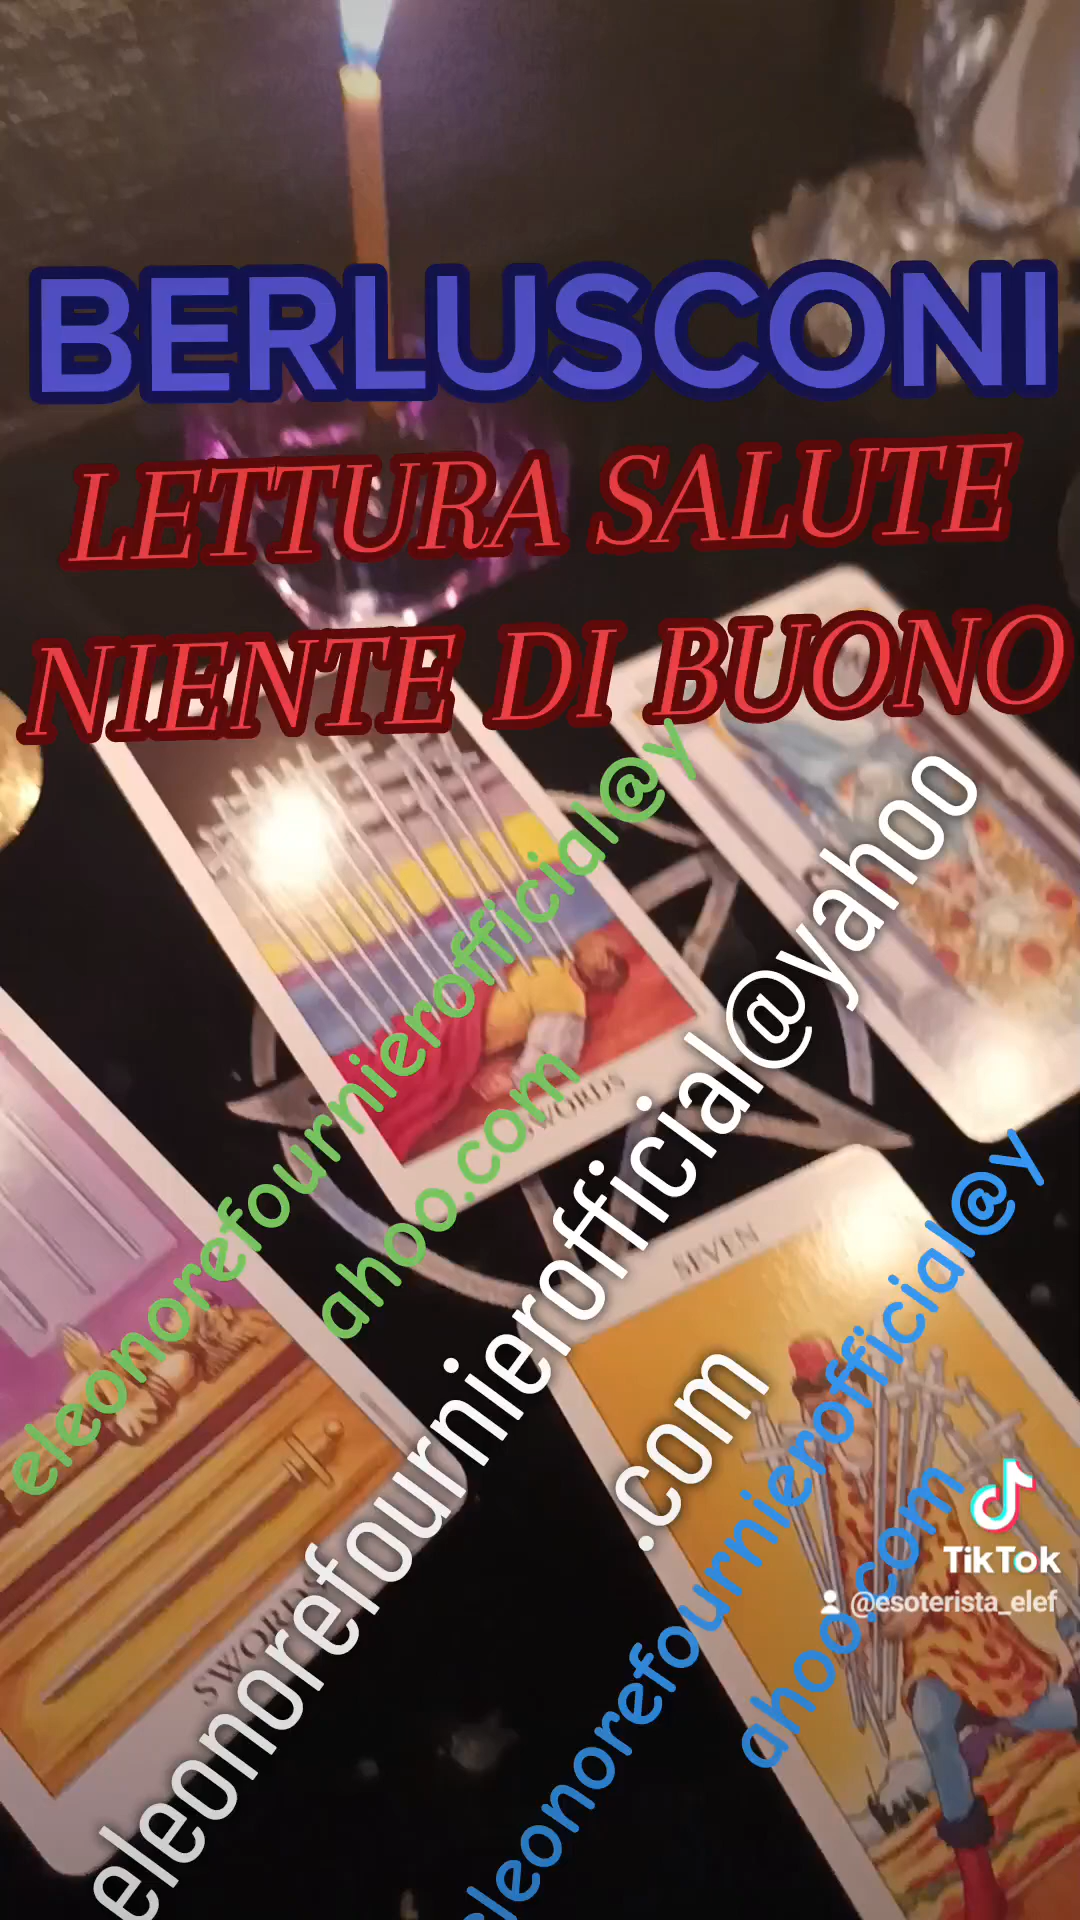 BERLUSCONI
LETTURA SALUTE
NIENTE DI BUONO
eleonorefournierofficial@y
ahoo.com
eleonorefournierofficial@yahoo
.com
SWORDS
SEVEN
SWORDS
eleonorefournierofficial@y
ahoo.com
TikTok
@esoterista_elef